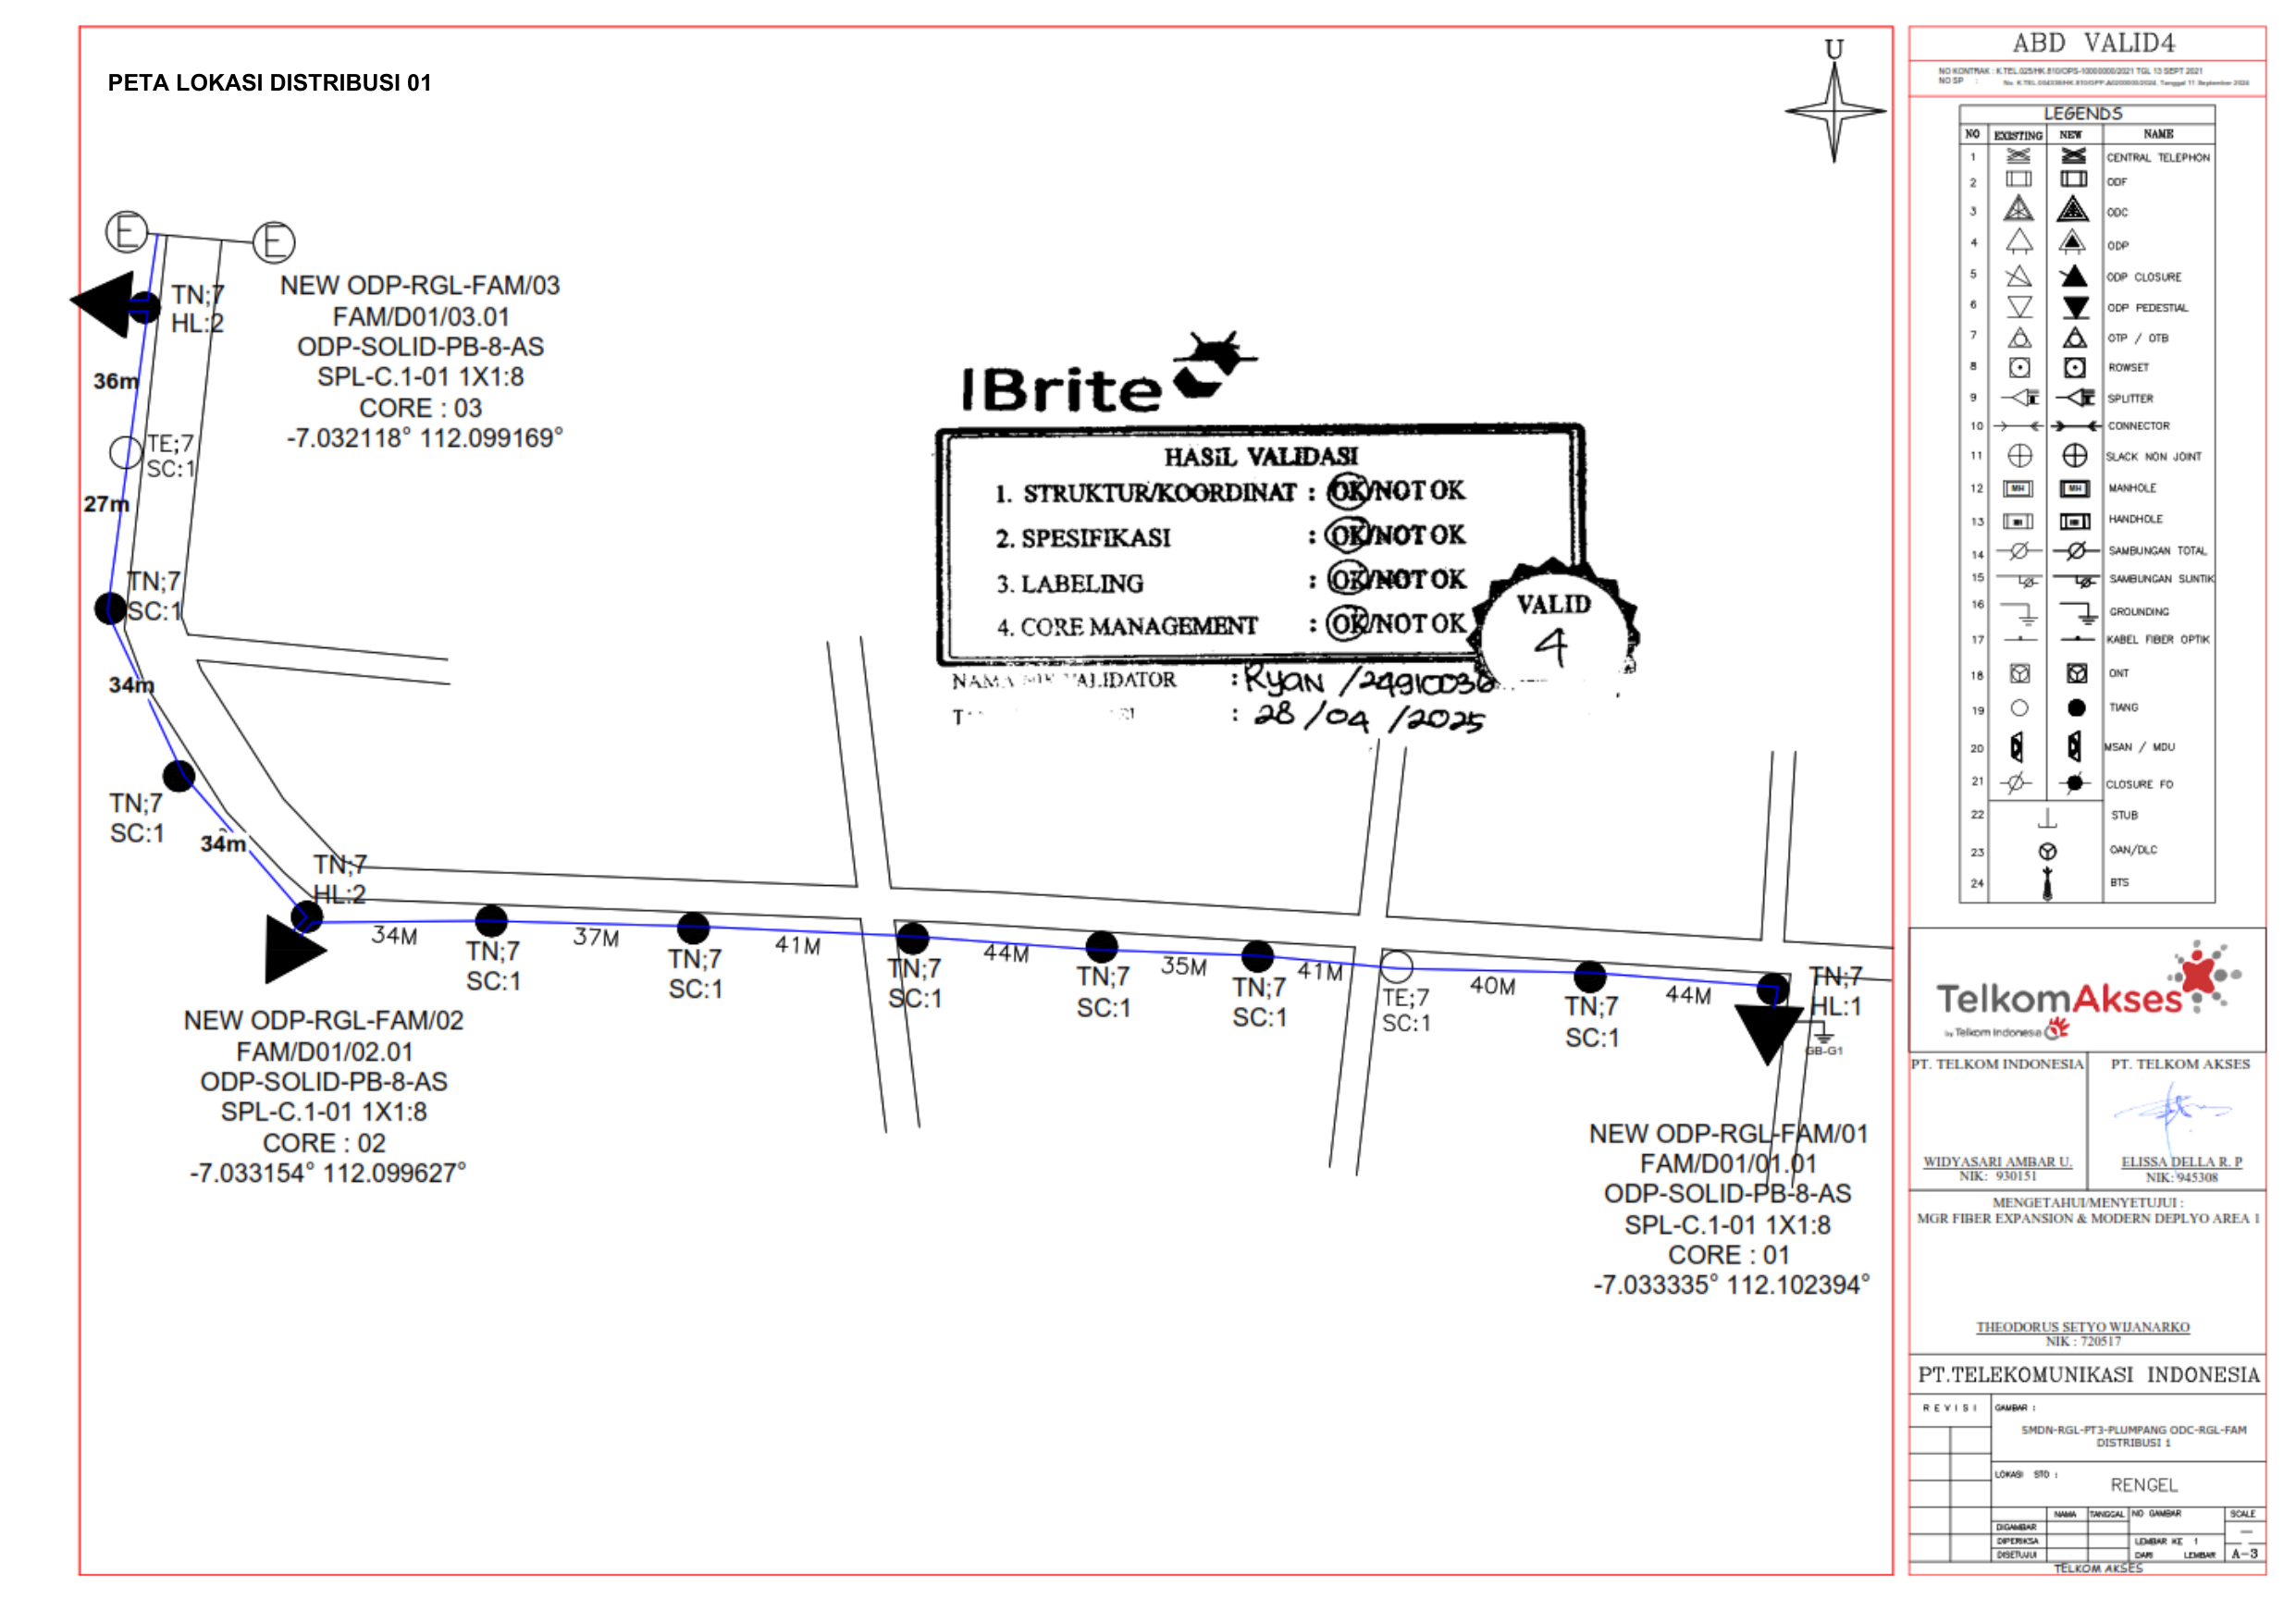 PETA LOKASI DISTRIBUSI 01
U
E
E
TN;7
HL:2
NEW ODP-RGL-FAM/03
FAM/D01/03.01
ODP-SOLID-PB-8-AS
SPL-C.1-01 1X1:8
CORE : 03
-7.032118° 112.099169°
36m
TE;7
SC:1
27m
TN;7
SC:1
34m
TN;7
SC:1
34m
TN;7
HL:2
NEW ODP-RGL-FAM/02
FAM/D01/02.01
ODP-SOLID-PB-8-AS
SPL-C.1-01 1X1:8
CORE : 02
-7.033154° 112.099627°
34M
TN;7
SC:1
37M
TN;7
SC:1
41M
TN;7
SC:1
44M
TN;7
SC:1
35M
TN;7
SC:1
41M
TE;7
SC:1
40M
TN;7
SC:1
44M
TN;7
HL:1
GB-G1
NEW ODP-RGL-FAM/01
FAM/D01/01.01
ODP-SOLID-PB-8-AS
SPL-C.1-01 1X1:8
CORE : 01
-7.033335° 112.102394°
IBrite
HASIL VALIDASI
1. STRUKTUR/KOORDINAT : OK/NOT OK
2. SPESIFIKASI : OK/NOT OK
3. LABELING : OK/NOT OK
4. CORE MANAGEMENT : OK/NOT OK
VALID
4
NAMA VALIDATOR : Ryan /
: 28/04/2025
ABD VALID4
NO KONTRAK : K.TEL.025/HK.810/OPS-10000000/2021 TGL 13 SEPT 2021
NO SP : Tanggal 11 September 2024
LEGENDS
NO EXISTING NEW NAME
1 CENTRAL TELEPHON
2 ODF
3 ODC
4 ODP
5 ODP CLOSURE
6 ODP PEDESTIAL
7 OTP / OTB
8 ROWSET
9 SPLITTER
10 CONNECTOR
11 SLACK NON JOINT
12 MH MH MANHOLE
13 HANDHOLE
14 SAMBUNGAN TOTAL
15 SAMBUNGAN SUNTIK
16 GROUNDING
17 KABEL FIBER OPTIK
18 ONT
19 TIANG
20 MSAN / MDU
21 CLOSURE FO
22 STUB
23 OAN/DLC
24 BTS
TelkomAkses
by Telkom Indonesia
PT. TELKOM INDONESIA
WIDYASARI AMBAR U.
NIK: 930151
PT. TELKOM AKSES
ELISSA DELLA R. P
NIK: 945308
MENGETAHUI/MENYETUJUI :
MGR FIBER EXPANSION & MODERN DEPLYO AREA 1
THEODORUS SETYO WIJANARKO
NIK : 720517
PT.TELEKOMUNIKASI INDONESIA
REVISI
GAMBAR :
SMDN-RGL-PT3-PLUMPANG ODC-RGL-FAM
DISTRIBUSI 1
LOKASI STO :
RENGEL
NAMA TANGGAL NO GAMBAR SCALE
DIGAMBAR
DIPERIKSA LEMBAR KE 1
DISETUJUI DARI LEMBAR A-3
TELKOM AKSES